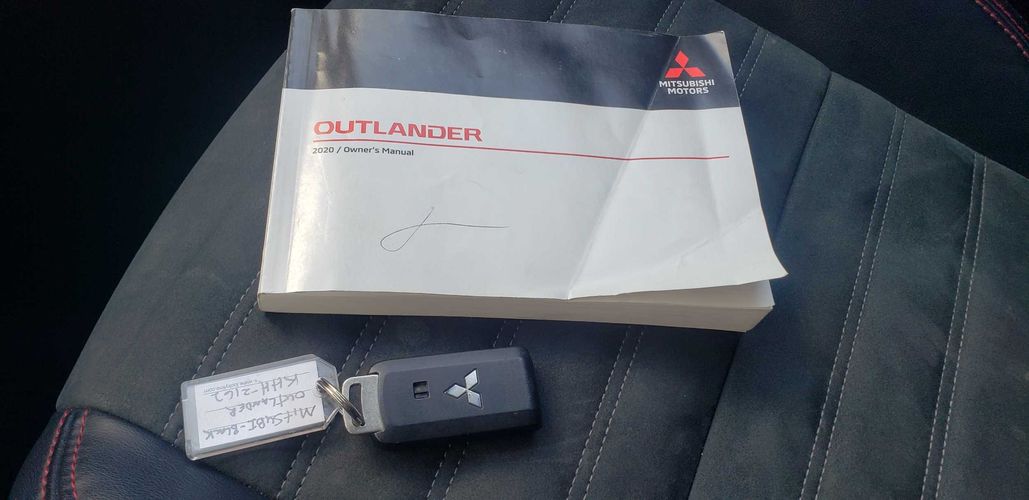 MITSUBISHI
MOTORS
OUTLANDER
2020 / Owner's Manual
MitSUBI-Black
OUtLANDER
KHH-2162